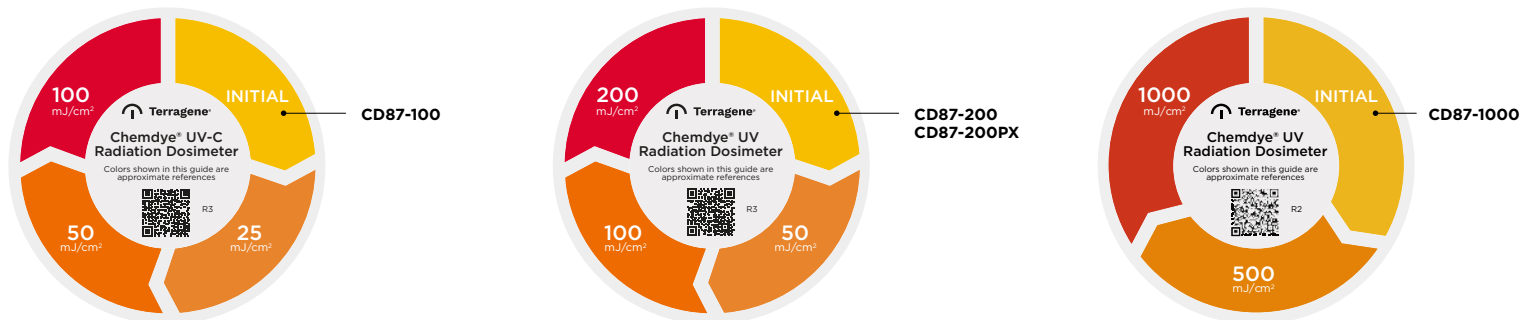 100
mJ/cm²
INITIAL
Terragene®
Chemdye® UV-C
Radiation Dosimeter
Colors shown in this guide are
approximate references
R3
50
mJ/cm²
25
mJ/cm²
CD87-100
200
mJ/cm²
INITIAL
Terragene®
Chemdye® UV
Radiation Dosimeter
Colors shown in this guide are
approximate references
R3
100
mJ/cm²
50
mJ/cm²
CD87-200
CD87-200PX
1000
mJ/cm²
INITIAL
Terragene®
Chemdye® UV
Radiation Dosimeter
Colors shown in this guide are
approximate references
R2
500
mJ/cm²
CD87-1000